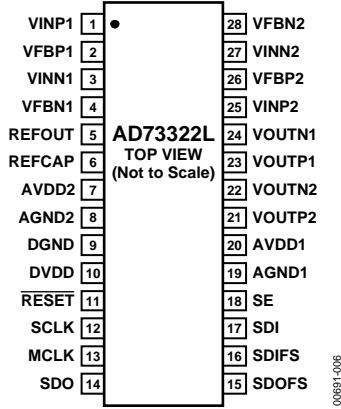 VINP1 1
VFBP1 2
VINN1 3
VFBN1 4
REFOUT 5
REFCAP 6
AVDD2 7
AGND2 8
DGND 9
DVDD 10
RESET 11
SCLK 12
MCLK 13
SDO 14
AD73322L
TOP VIEW
(Not to Scale)
28 VFBN2
27 VINN2
26 VFBP2
25 VINP2
24 VOUTN1
23 VOUTP1
22 VOUTN2
21 VOUTP2
20 AVDD1
19 AGND1
18 SE
17 SDI
16 SDIFS
15 SDOFS
00691-006